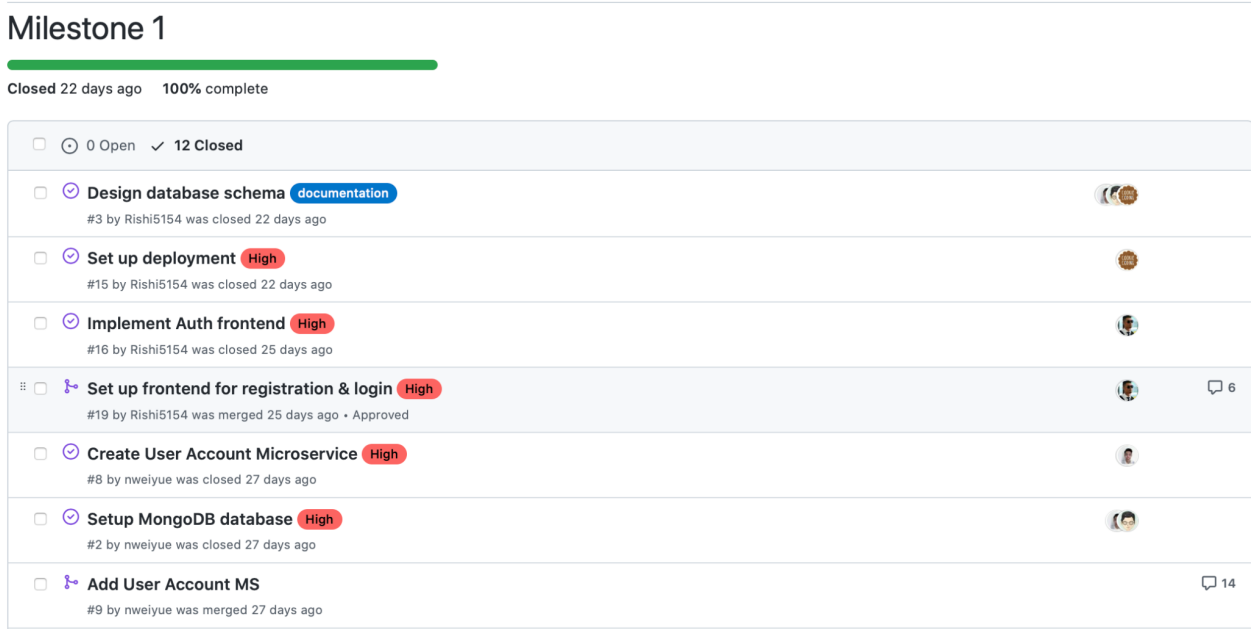 Milestone 1
Closed 22 days ago 100% complete
0 Open 12 Closed
Design database schema documentation
#3 by Rishi5154 was closed 22 days ago
Set up deployment High
#15 by Rishi5154 was closed 22 days ago
Implement Auth frontend High
#16 by Rishi5154 was closed 25 days ago
Set up frontend for registration & login High 6
#19 by Rishi5154 was merged 25 days ago • Approved
Create User Account Microservice High
#8 by nweiyue was closed 27 days ago
Setup MongoDB database High
#2 by nweiyue was closed 27 days ago
Add User Account MS 14
#9 by nweiyue was merged 27 days ago